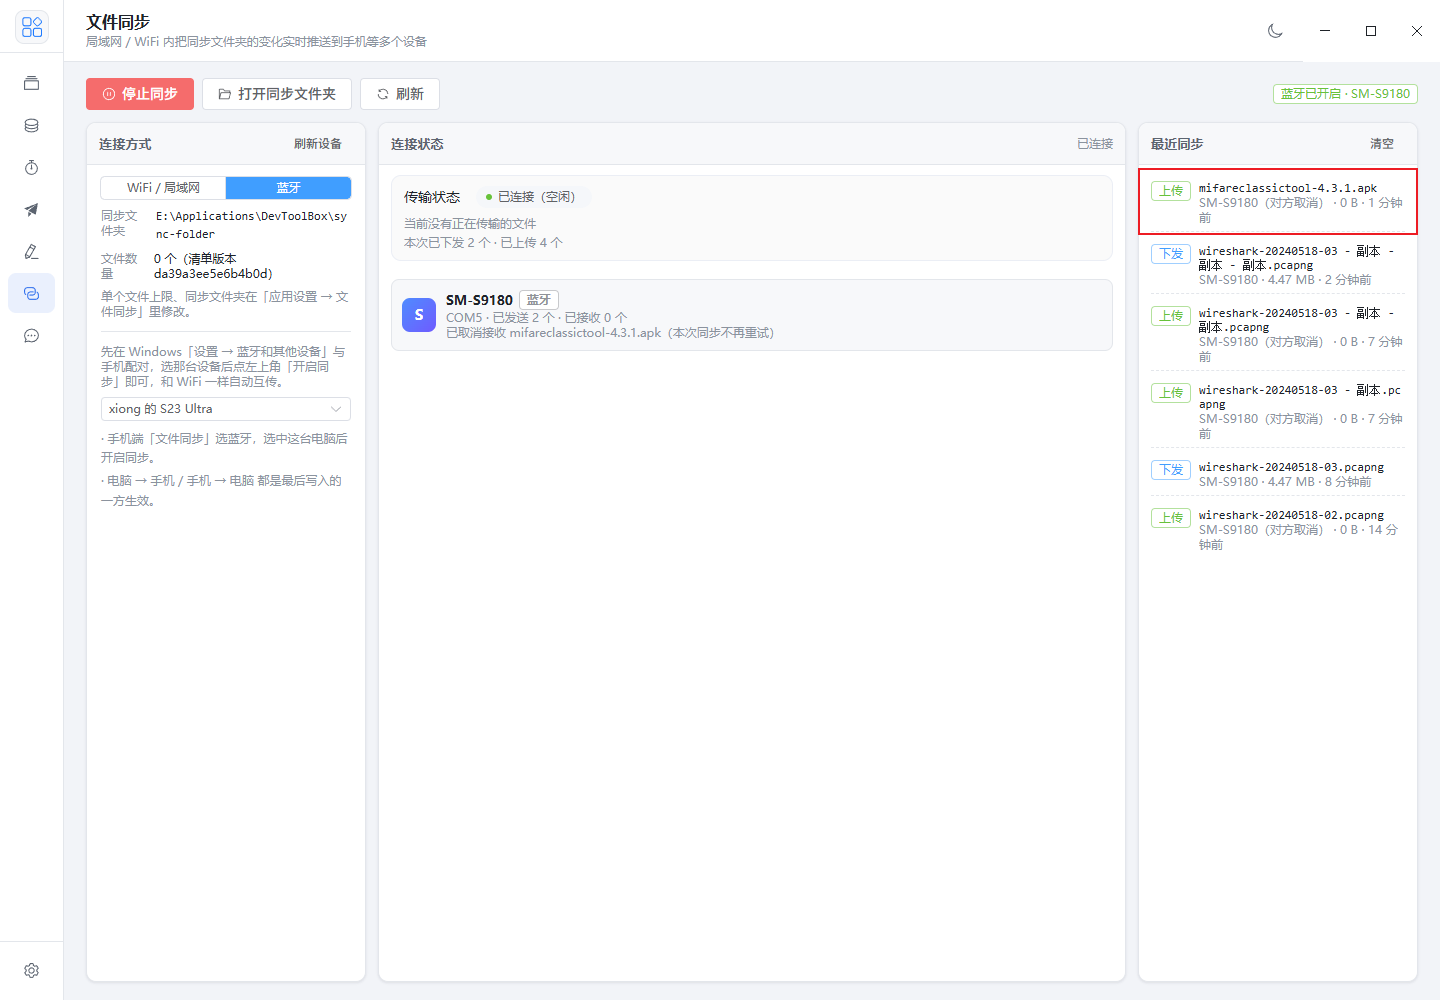 文件同步
局域网 / WiFi 内把同步文件夹的变化实时推送到手机等多个设备
停止同步
打开同步文件夹
刷新
蓝牙已开启 · SM-S9180
连接方式
刷新设备
WiFi / 局域网
蓝牙
同步文
件夹
E:\Applications\DevToolBox\sy
nc-folder
文件数
量
0 个（清单版本
da39a3ee5e6b4b0d）
单个文件上限、同步文件夹在「应用设置 → 文
件同步」里修改。
先在 Windows「设置 → 蓝牙和其他设备」与
手机配对，选那台设备后点左上角「开启同
步」即可，和 WiFi 一样自动互传。
xiong 的 S23 Ultra
· 手机端「文件同步」选蓝牙，选中这台电脑后
开启同步。
· 电脑 → 手机 / 手机 → 电脑 都是最后写入的
一方生效。
连接状态
已连接
传输状态
已连接（空闲）
当前没有正在传输的文件
本次已下发 2 个 · 已上传 4 个
S
SM-S9180
蓝牙
COM5 · 已发送 2 个 · 已接收 0 个
已取消接收 mifareclassictool-4.3.1.apk（本次同步不再重试）
最近同步
清空
上传
mifareclassictool-4.3.1.apk
SM-S9180（对方取消） · 0 B · 1 分钟
前
下发
wireshark-20240518-03 - 副本 -
副本 - 副本.pcapng
SM-S9180 · 4.47 MB · 2 分钟前
上传
wireshark-20240518-03 - 副本 -
副本.pcapng
SM-S9180（对方取消） · 0 B · 7 分钟
前
上传
wireshark-20240518-03 - 副本.pc
apng
SM-S9180（对方取消） · 0 B · 7 分钟
前
下发
wireshark-20240518-03.pcapng
SM-S9180 · 4.47 MB · 8 分钟前
上传
wireshark-20240518-02.pcapng
SM-S9180（对方取消） · 0 B · 14 分
钟前